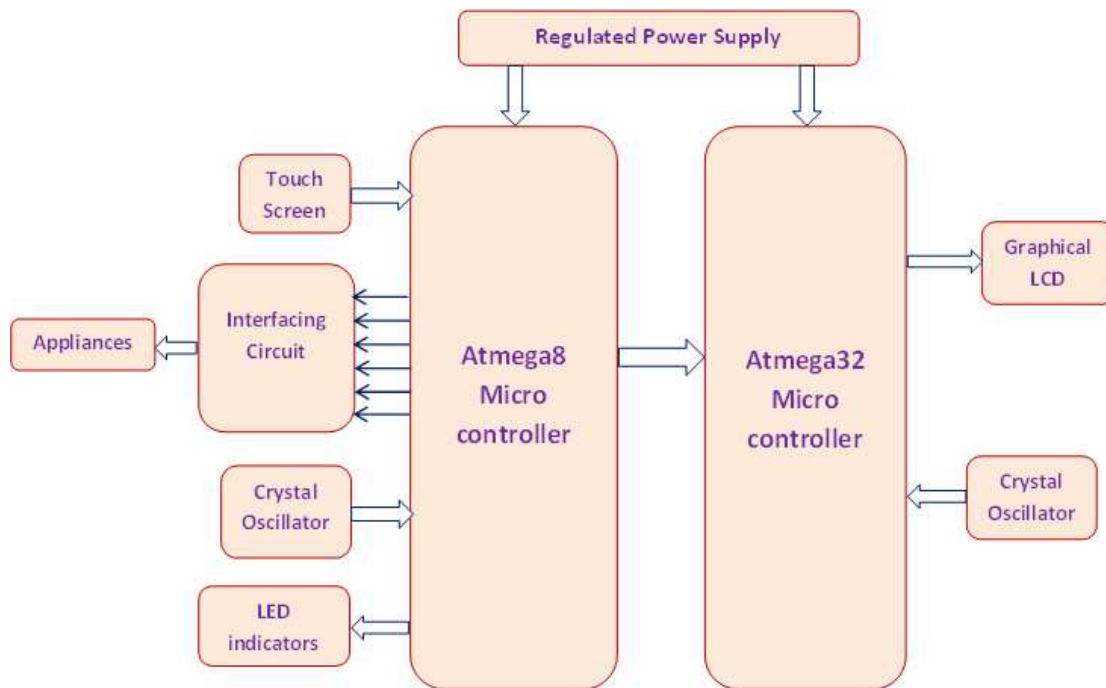 Regulated Power Supply
Touch
Screen
Interfacing
Circuit
Appliances
Atmega8
Micro
controller
Atmega32
Micro
controller
Graphical
LCD
Crystal
Oscillator
Crystal
Oscillator
LED
indicators